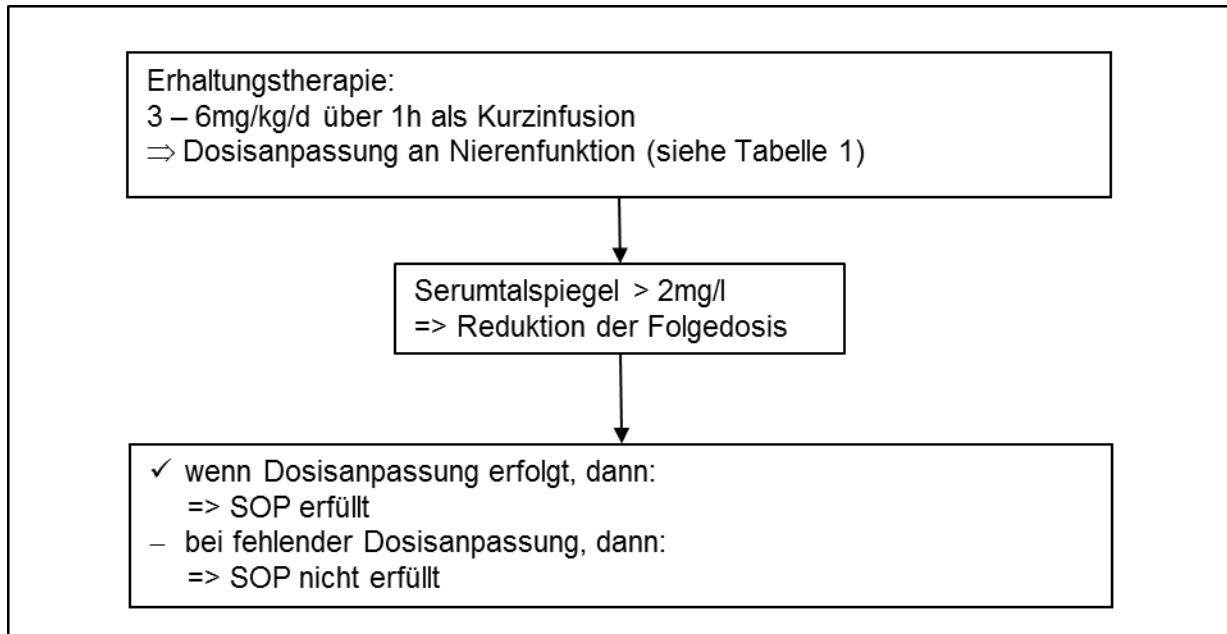 Erhaltungstherapie:
3 – 6mg/kg/d über 1h als Kurzinfusion
⇒ Dosisanpassung an Nierenfunktion (siehe Tabelle 1)
Serumtalspiegel > 2mg/l
=> Reduktion der Folgedosis
✓ wenn Dosisanpassung erfolgt, dann:
=> SOP erfüllt
– bei fehlender Dosisanpassung, dann:
=> SOP nicht erfüllt